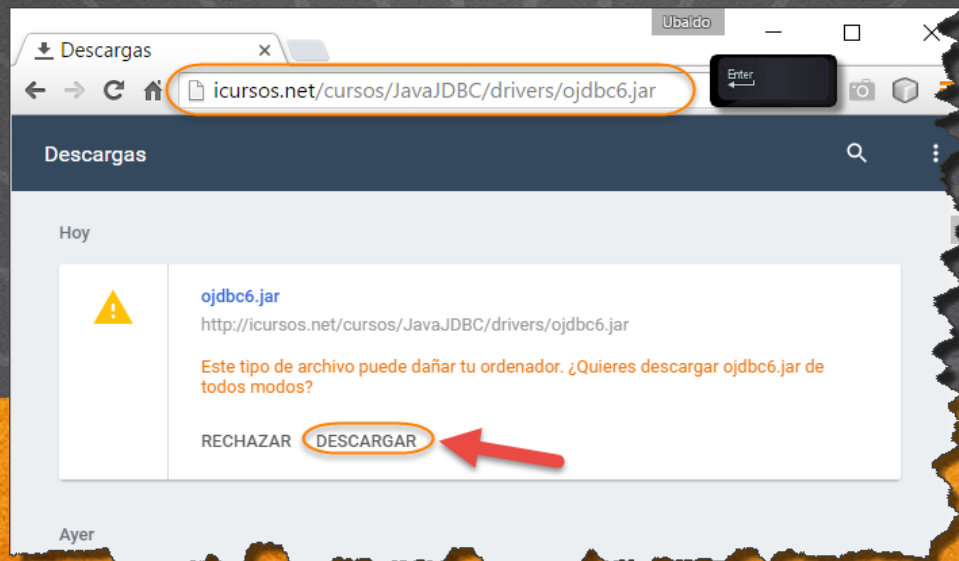 Ubaldo
Descargas
icursos.net/cursos/JavaJDBC/drivers/ojdbc6.jar
Enter
Descargas
Hoy
ojdbc6.jar
http://icursos.net/cursos/JavaJDBC/drivers/ojdbc6.jar
Este tipo de archivo puede dañar tu ordenador. ¿Quieres descargar ojdbc6.jar de
todos modos?
RECHAZAR DESCARGAR
Ayer